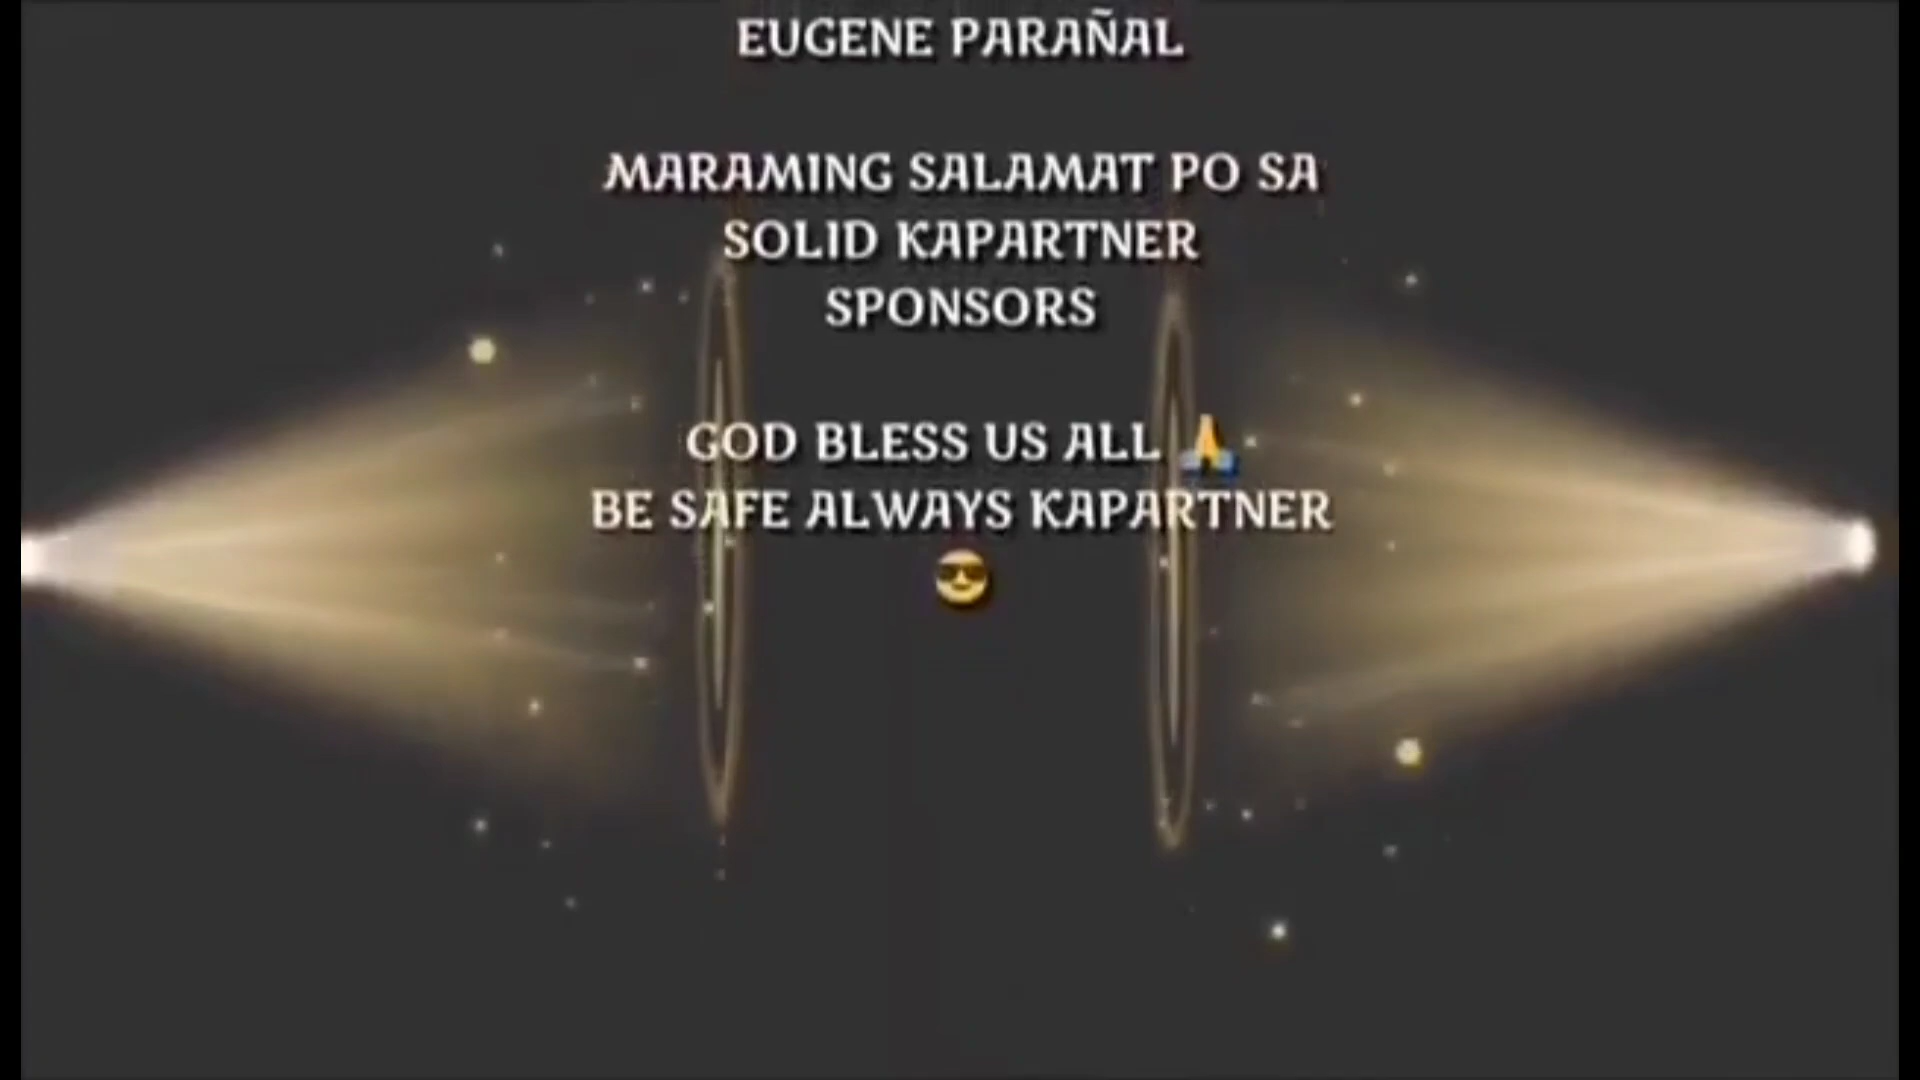 EUGENE PARAÑAL
MARAMING SALAMAT PO SA
SOLID KAPARTNER
SPONSORS
GOD BLESS US ALL 🙏
BE SAFE ALWAYS KAPARTNER
😎